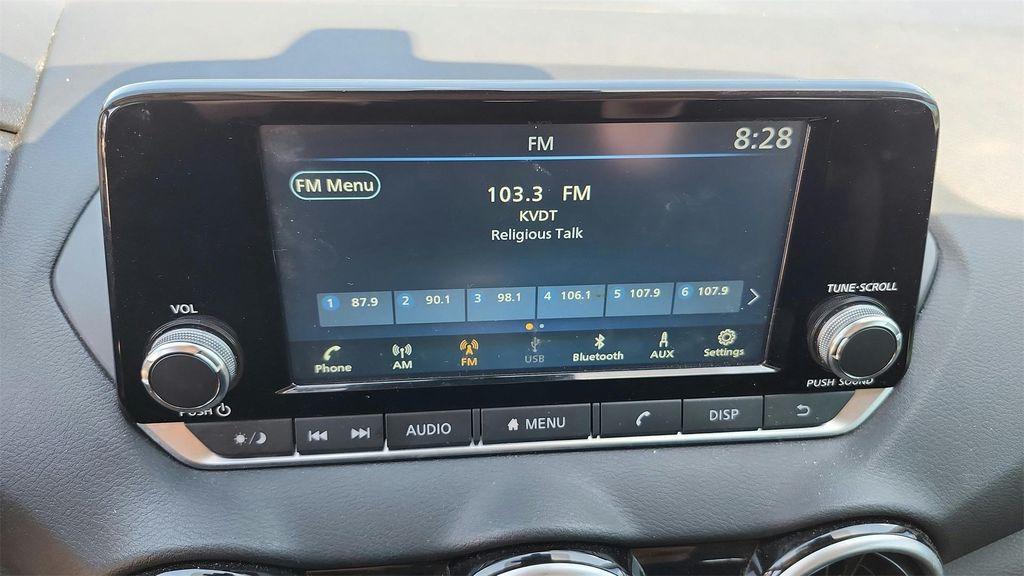 FM 8:28
FM Menu
103.3 FM
KVDT
Religious Talk
1 87.9 2 90.1 3 98.1 4 106.1 5 107.9 6 107.9
Phone AM FM USB Bluetooth AUX Settings
VOL
PUSH
TUNE·SCROLL
PUSH SOUND
AUDIO MENU DISP